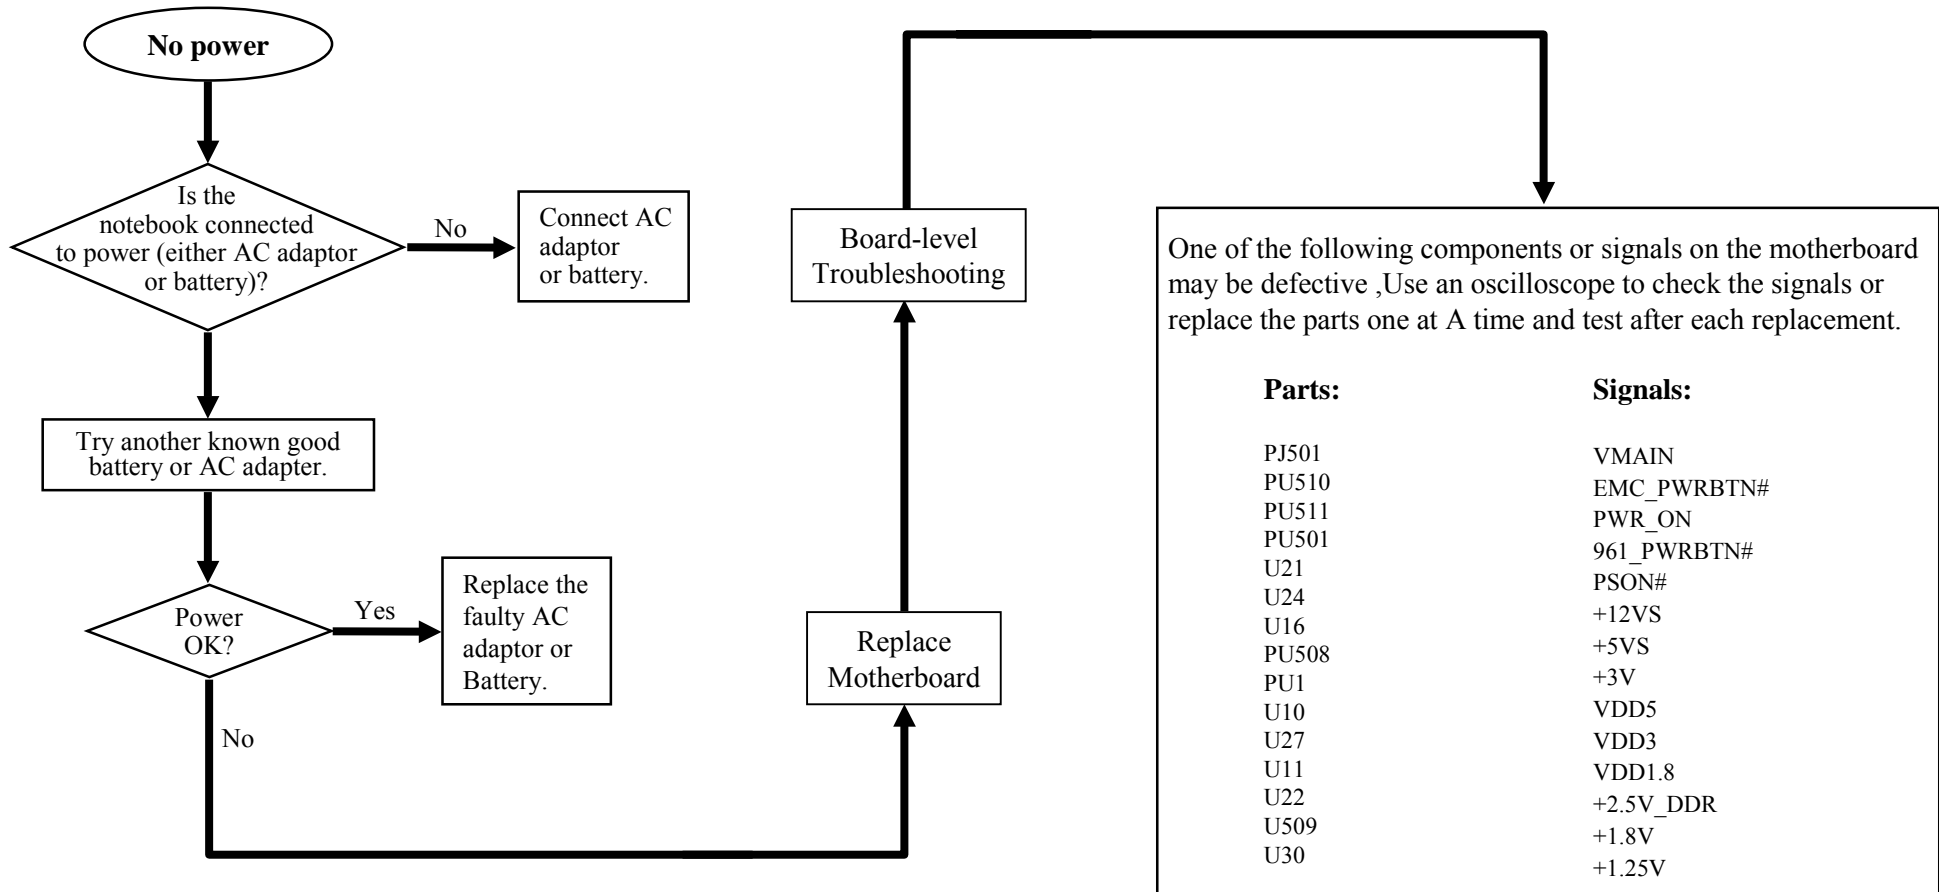 No power
Is the
notebook connected
to power (either AC adaptor
or battery)?
No
Connect AC
adaptor
or battery.
Try another known good
battery or AC adapter.
Power
OK?
Yes
Replace the
faulty AC
adaptor or
Battery.
No
Replace
Motherboard
Board-level
Troubleshooting
One of the following components or signals on the motherboard
may be defective ,Use an oscilloscope to check the signals or
replace the parts one at A time and test after each replacement.
Parts:
PJ501
PU510
PU511
PU501
U21
U24
U16
PU508
PU1
U10
U27
U11
U22
U509
U30
Signals:
VMAIN
EMC_PWRBTN#
PWR_ON
961_PWRBTN#
PSON#
+12VS
+5VS
+3V
VDD5
VDD3
VDD1.8
+2.5V_DDR
+1.8V
+1.25V